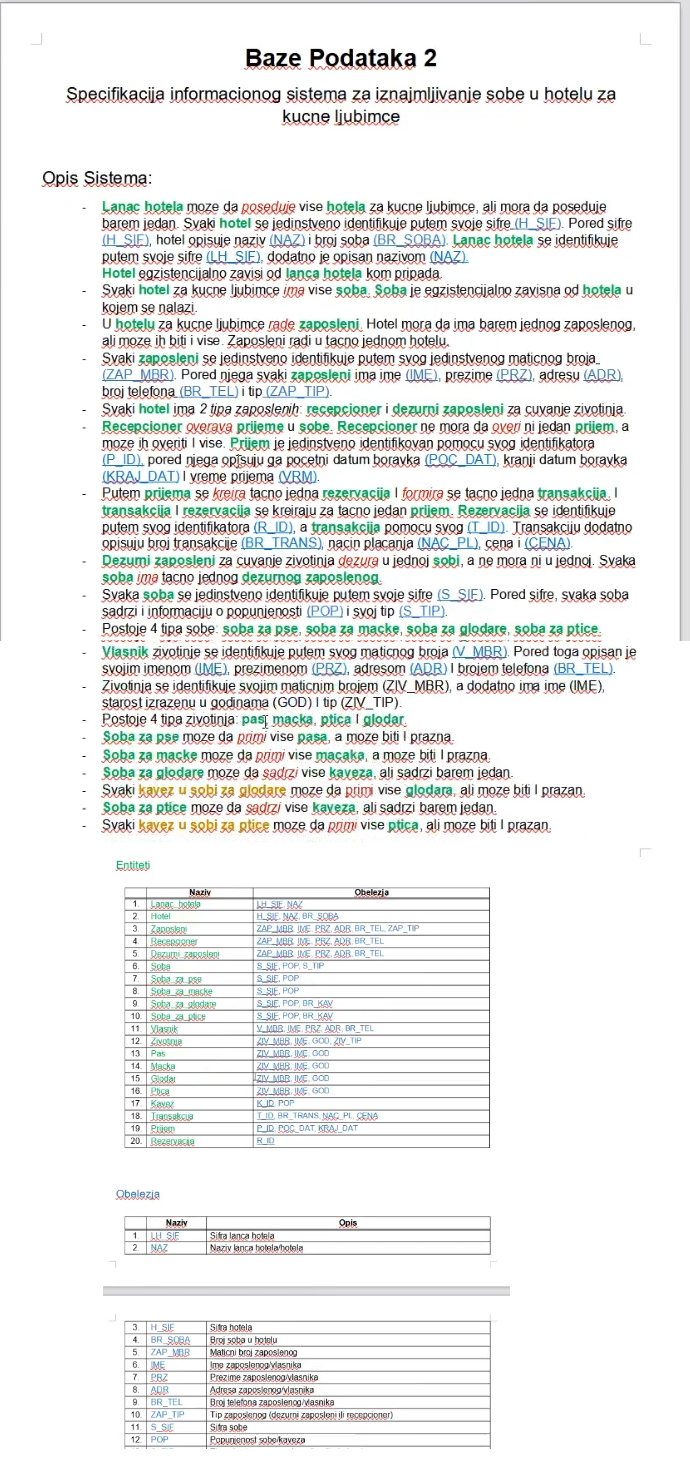 Baze Podataka 2
Specifikacija informacionog sistema za iznajmljivanje sobe u hotelu za
kucne ljubimce
Opis Sistema:
- Lanac hotela moze da poseduje vise hotela za kucne ljubimce, ali mora da poseduje
barem jedan. Svaki hotel se jedinstveno identifikuje putem svoje sifre (H_SIF). Pored sifre
(H_SIF), hotel opisuje naziv (NAZ) i broj soba (BR_SOBA). Lanac hotela se identifikuje
putem svoje sifre (LH_SIF), dodatno je opisan nazivom (NAZ).
Hotel egzistencijalno zavisi od lanca hotela kom pripada.
- Svaki hotel za kucne ljubimce ima vise soba. Soba je egzistencijalno zavisna od hotela u
kojem se nalazi.
- U hotelu za kucne ljubimce rade zaposleni. Hotel mora da ima barem jednog zaposlenog,
ali moze ih biti i vise. Zaposleni radi u tacno jednom hotelu.
- Svaki zaposleni se jedinstveno identifikuje putem svog jedinstvenog maticnog broja
(ZAP_MBR). Pored njega svaki zaposleni ima ime (IME), prezime (PRZ), adresu (ADR),
broj telefona (BR_TEL) i tip (ZAP_TIP).
- Svaki hotel ima 2 tipa zaposlenih: recepcioner i dezurni zaposleni za cuvanje zivotinja.
- Recepcioner overava prijeme u sobe. Recepcioner ne mora da overi ni jedan prijem, a
moze ih overiti I vise. Prijem je jedinstveno identifikovan pomocu svog identifikatora
(P_ID), pored njega opisuju ga pocetni datum boravka (POC_DAT), kranji datum boravka
(KRAJ_DAT) I vreme prijema (VRM).
- Putem prijema se kreira tacno jedna rezervacija I formira se tacno jedna transakcija. I
transakcija I rezervacija se kreiraju za tacno jedan prijem. Rezervacija se identifikuje
putem svog identifikatora (R_ID), a transakcija pomocu svog (T_ID). Transakciju dodatno
opisuju broj transakcije (BR_TRANS), nacin placanja (NAC_PL), cena i (CENA).
- Dezurni zaposleni za cuvanje zivotinja dezura u jednoj sobi, a ne mora ni u jednoj. Svaka
soba ima tacno jednog dezurnog zaposlenog.
- Svaka soba se jedinstveno identifikuje putem svoje sifre (S_SIF). Pored sifre, svaka soba
sadrzi i informaciju o popunjenosti (POP) i svoj tip (S_TIP).
- Postoje 4 tipa sobe: soba za pse, soba za macke, soba za glodare, soba za ptice.
Vlasnik zivotinje se identifikuje putem svog maticnog broja (V_MBR). Pored toga opisan je
svojim imenom (IME), prezimenom (PRZ), adresom (ADR) I brojem telefona (BR_TEL).
- Zivotinja se identifikuje svojim maticnim brojem (ZIV_MBR), a dodatno ima ime (IME),
starost izrazenu u godinama (GOD) I tip (ZIV_TIP).
- Postoje 4 tipa zivotinja: pas, macka, ptica I glodar.
- Soba za pse moze da primi vise pasa, a moze biti I prazna.
- Soba za macke moze da primi vise macaka, a moze biti I prazna.
- Soba za glodare moze da sadrzi vise kaveza, ali sadrzi barem jedan.
- Svaki kavez u sobi za glodare moze da primi vise glodara, ali moze biti I prazan.
- Soba za ptice moze da sadrzi vise kaveza, ali sadrzi barem jedan.
- Svaki kavez u sobi za ptice moze da primi vise ptica, ali moze biti I prazan.
Entiteti
Naziv Obelezja
1. Lanac_hotela LH_SIF, NAZ
2. Hotel H_SIF, NAZ, BR_SOBA
3. Zaposleni ZAP_MBR, IME, PRZ, ADR, BR_TEL, ZAP_TIP
4. Recepcioner ZAP_MBR, IME, PRZ, ADR, BR_TEL
5. Dezurni_zaposleni ZAP_MBR, IME, PRZ, ADR, BR_TEL
6. Soba S_SIF, POP, S_TIP
7. Soba_za_pse S_SIF, POP
8. Soba_za_macke S_SIF, POP
9. Soba_za_glodare S_SIF, POP, BR_KAV
10. Soba_za_ptice S_SIF, POP, BR_KAV
11. Vlasnik V_MBR, IME, PRZ, ADR, BR_TEL
12. Zivotinja ZIV_MBR, IME, GOD, ZIV_TIP
13. Pas ZIV_MBR, IME, GOD
14. Macka ZIV_MBR, IME, GOD
15. Glodar ZIV_MBR, IME, GOD
16. Ptica ZIV_MBR, IME, GOD
17. Kavez K_ID, POP
18. Transakcija T_ID, BR_TRANS, NAC_PL, CENA
19. Prijem P_ID, POC_DAT, KRAJ_DAT
20. Rezervacija R_ID
Obelezja
Naziv Opis
1 LH_SIF Sifra lanca hotela
2 NAZ Naziv lanca hotela/hotela
3. H_SIF Sifra hotela
4. BR_SOBA Broj soba u hotelu
5. ZAP_MBR Maticni broj zaposlenog
6. IME Ime zaposlenog/vlasnika
7. PRZ Prezime zaposlenog/vlasnika
8. ADR Adresa zaposlenog/vlasnika
9. BR_TEL Broj telefona zaposlenog/vlasnika
10. ZAP_TIP Tip zaposlenog (dezurni zaposleni ili recepcioner)
11. S_SIF Sifra sobe
12. POP Popunjenost sobe/kaveza